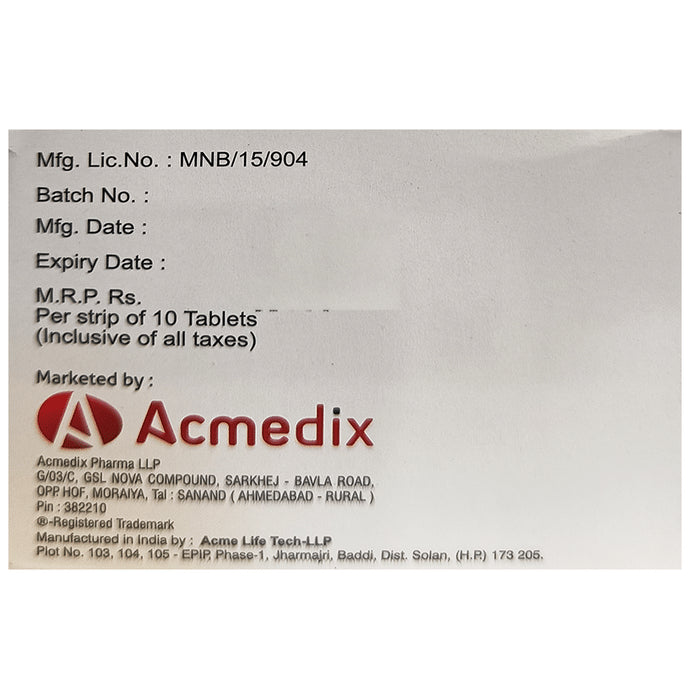 Mfg. Lic.No. : MNB/15/904
Batch No. :
Mfg. Date :
Expiry Date :
M.R.P. Rs.
Per strip of 10 Tablets
(Inclusive of all taxes)
Marketed by :
Acmedix
Acmedix Pharma LLP
G/03/C, GSL NOVA COMPOUND, SARKHEJ - BAVLA ROAD,
OPP HOF, MORAIYA, Tal : SANAND ( AHMEDABAD - RURAL )
Pin : 382210
®-Registered Trademark
Manufactured in India by : Acme Life Tech-LLP
Plot No. 103, 104, 105 - EPIP, Phase-1, Jharmajri, Baddi, Dist. Solan, (H.P.) 173 205.